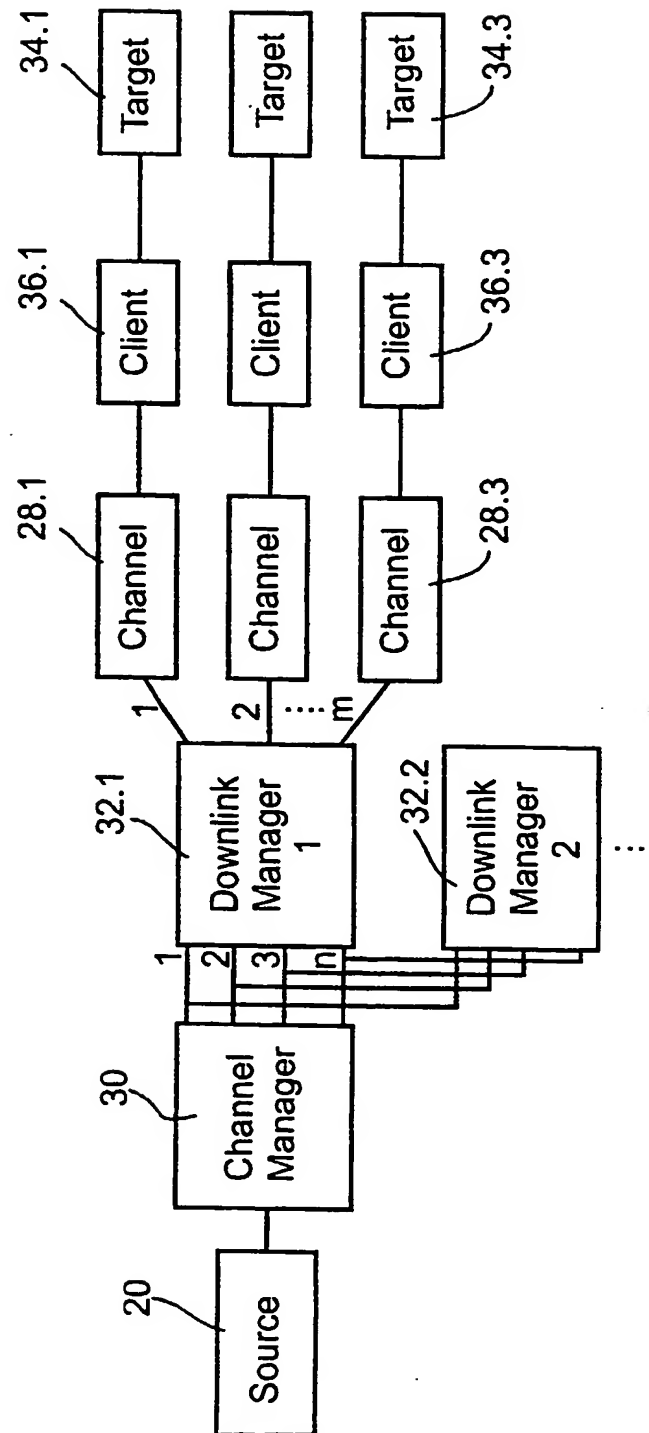 20
Source
30
Channel
Manager
1
2
3
n
32.1
Downlink
Manager
1
32.2
Downlink
Manager
2
1
2
m
28.1
Channel
Channel
Channel
28.3
36.1
Client
Client
Client
36.3
34.1
Target
Target
Target
34.3